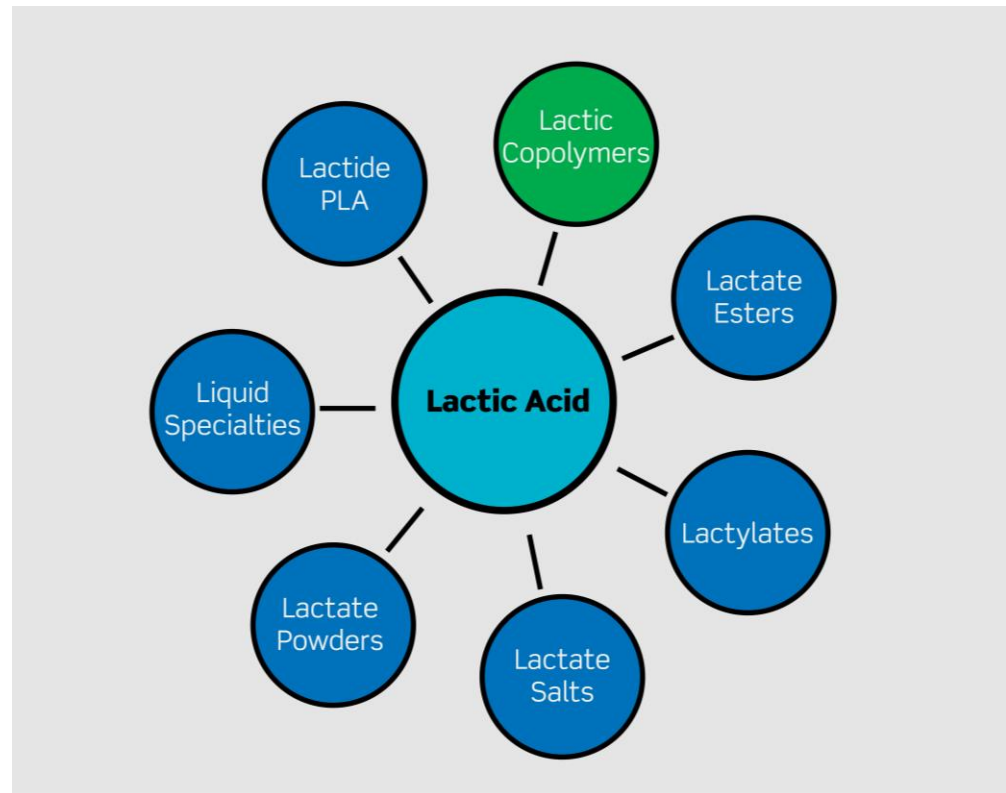 Lactic
Copolymers
Lactide
PLA
Lactate
Esters
Lactic Acid
Liquid
Specialties
Lactylates
Lactate
Powders
Lactate
Salts